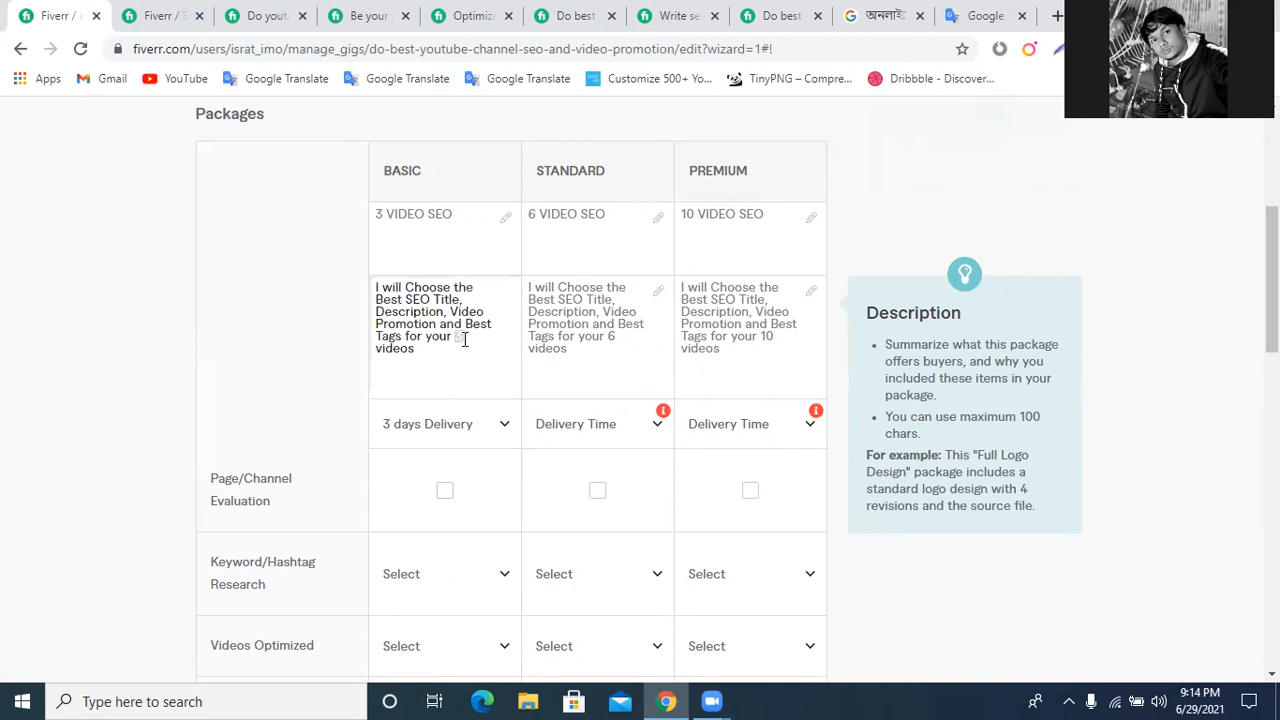 Fiverr / is
Fiverr / S
Do yout
Be your
Optimiz
Do best
Write se
Do best
অনলাই
Google
fiverr.com/users/israt_imo/manage_gigs/do-best-youtube-channel-seo-and-video-promotion/edit?wizard=1#!
Apps
Gmail
YouTube
Google Translate
Google Translate
Google Translate
Customize 500+ Yo...
TinyPNG – Compre...
Dribbble - Discover...
Packages
BASIC
STANDARD
PREMIUM
3 VIDEO SEO
6 VIDEO SEO
10 VIDEO SEO
I will Choose the
Best SEO Title,
Description, Video
Promotion and Best
Tags for your
videos
I will Choose the
Best SEO Title,
Description, Video
Promotion and Best
Tags for your 6
videos
I will Choose the
Best SEO Title,
Description, Video
Promotion and Best
Tags for your 10
videos
3 days Delivery
Delivery Time
Delivery Time
Page/Channel
Evaluation
Keyword/Hashtag
Research
Select
Select
Select
Videos Optimized
Select
Select
Select
Description
Summarize what this package
offers buyers, and why you
included these items in your
package.
You can use maximum 100
chars.
For example: This "Full Logo
Design" package includes a
standard logo design with 4
revisions and the source file.
Type here to search
9:14 PM
6/29/2021